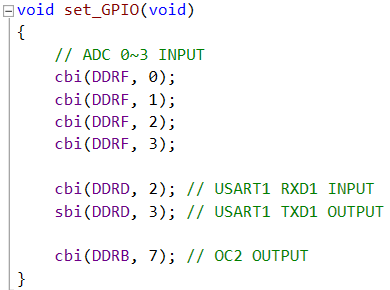 void set_GPIO(void)
{
// ADC 0~3 INPUT
cbi(DDRF, 0);
cbi(DDRF, 1);
cbi(DDRF, 2);
cbi(DDRF, 3);
cbi(DDRD, 2); // USART1 RXD1 INPUT
sbi(DDRD, 3); // USART1 TXD1 OUTPUT
cbi(DDRB, 7); // OC2 OUTPUT
}